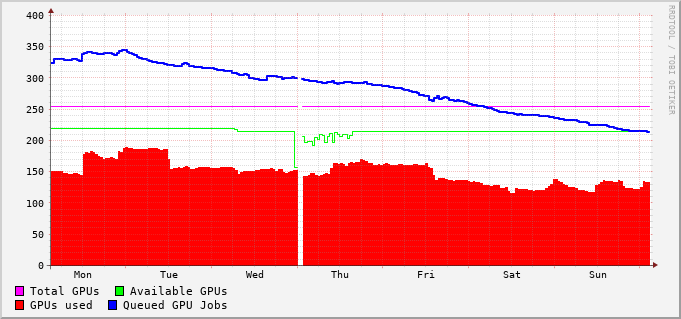 400
350
300
250
200
150
100
50
0
Mon Tue Wed Thu Fri Sat Sun
Total GPUs Available GPUs
GPUs used Queued GPU Jobs
RRDTOOL / TOBI OETIKER